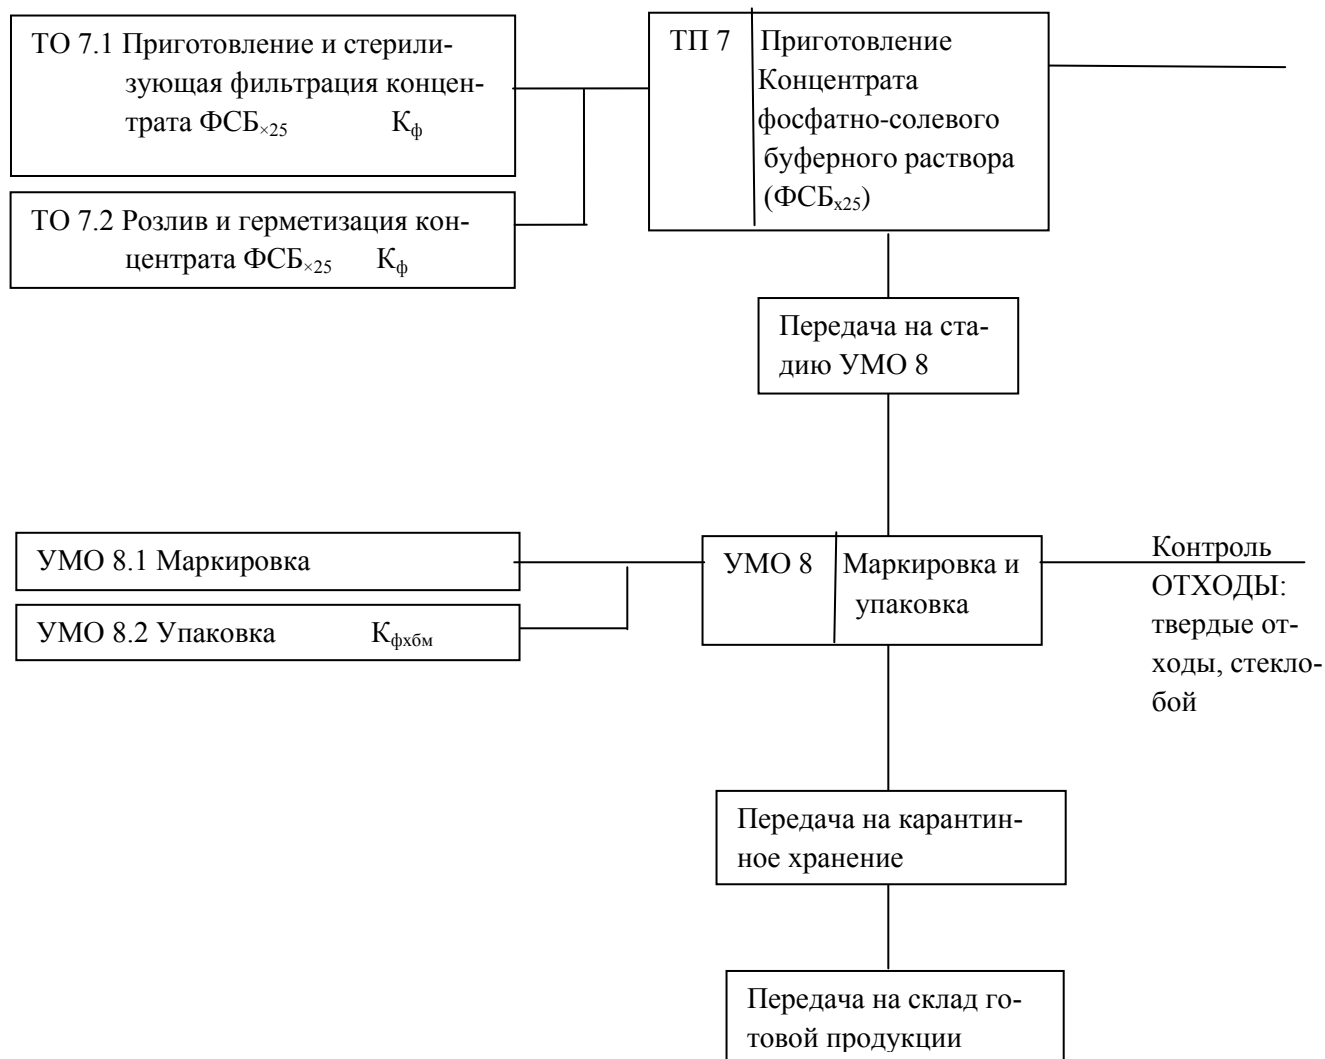 ТО 7.1 Приготовление и стерили-
зующая фильтрация концен-
трата ФСБ×25 Кф
ТО 7.2 Розлив и герметизация кон-
центрата ФСБ×25 Кф
ТП 7 Приготовление
Концентрата
фосфатно-солевого
буферного раствора
(ФСБх25)
Передача на ста-
дию УМО 8
УМО 8.1 Маркировка
УМО 8.2 Упаковка Кфхбм
УМО 8 Маркировка и
упаковка
Контроль
ОТХОДЫ:
твердые от-
ходы, стекло-
бой
Передача на карантин-
ное хранение
Передача на склад го-
товой продукции